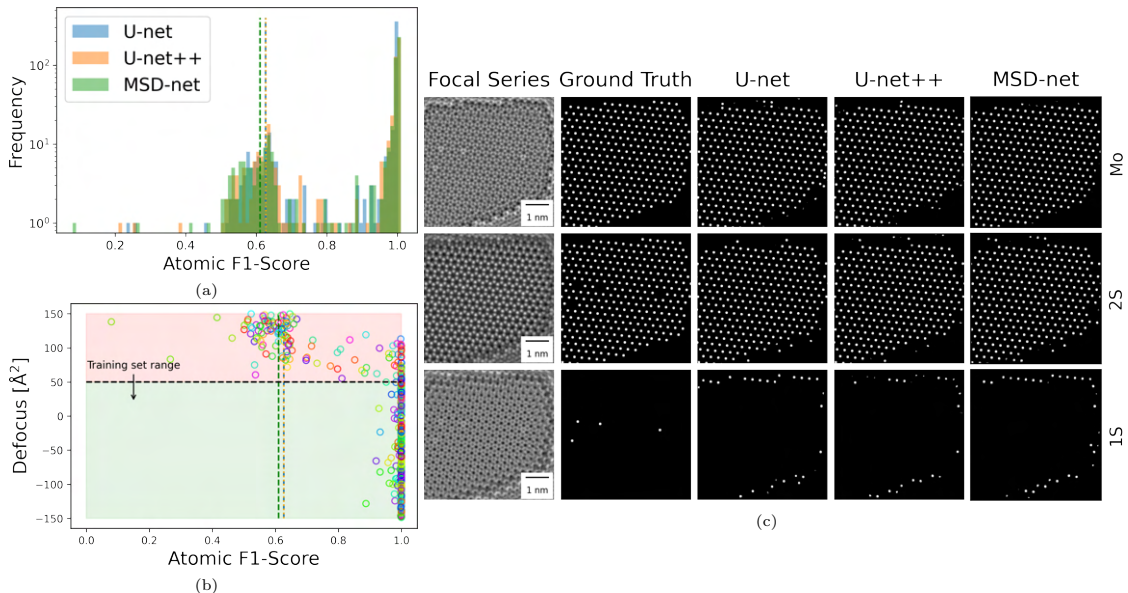 U-net
U-net++
MSD-net
Frequency
10²
10¹
10⁰
0.2 0.4 0.6 0.8 1.0
Atomic F1-Score
(a)
Defocus [Å²]
150
100
50
0
−50
−100
−150
Training set range
0.0 0.2 0.4 0.6 0.8 1.0
Atomic F1-Score
(b)
Focal Series Ground Truth U-net U-net++ MSD-net
1 nm
Mo
1 nm
2S
1 nm
1S
(c)